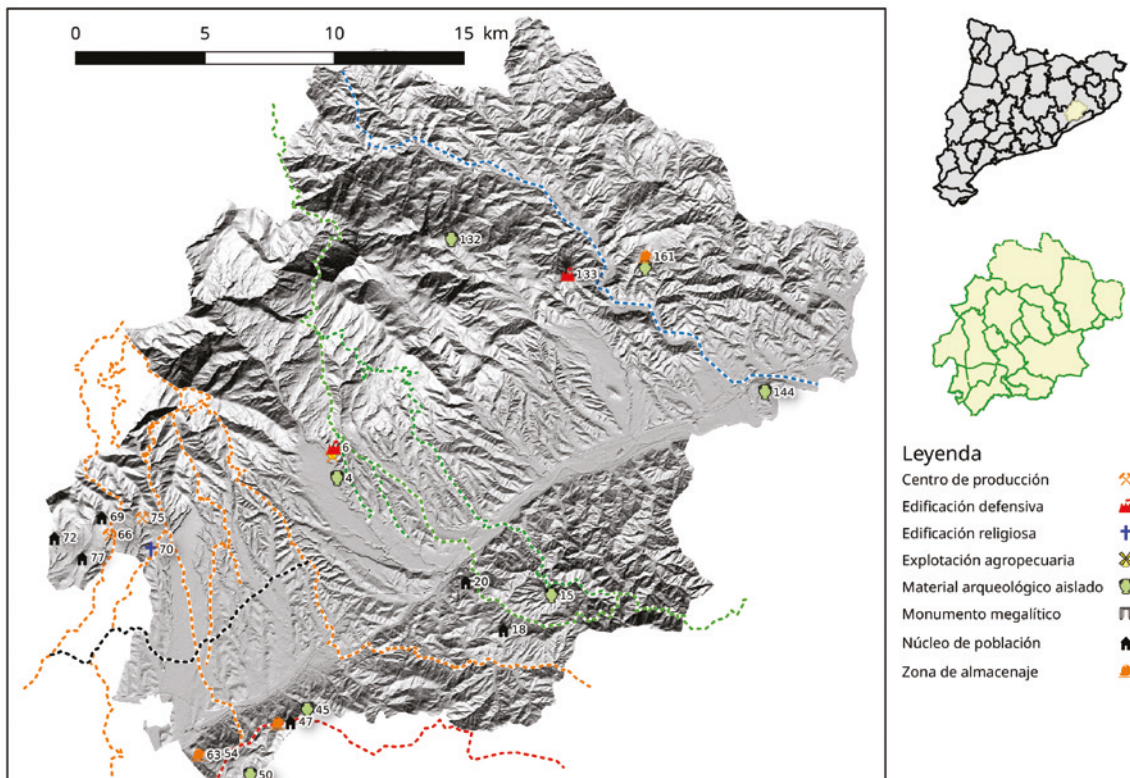 0 5 10 15 km
132
133
161
144
6
4
69
75
66
72
77
70
20
15
18
45
47
63 54
50
Leyenda
Centro de producción
Edificación defensiva
Edificación religiosa
Explotación agropecuaria
Material arqueológico aislado
Monumento megalítico
Núcleo de población
Zona de almacenaje